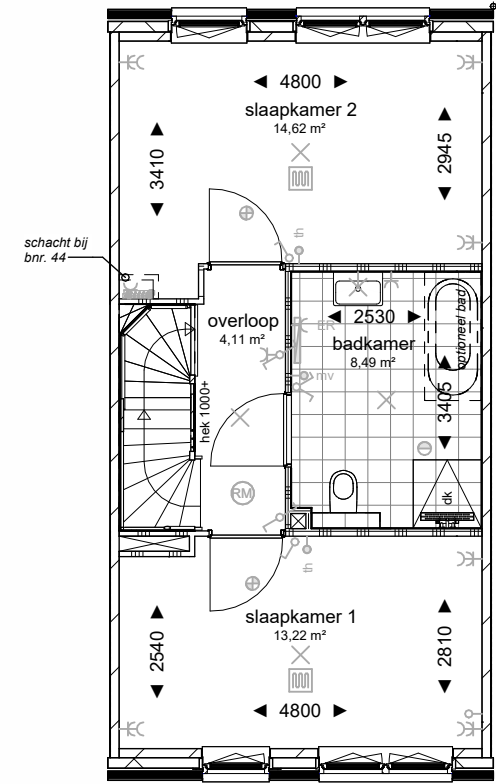 4800
slaapkamer 2
14,62 m²
3410
2945
schacht bij
bnr. 44
overloop
4,11 m²
hek 1000+
ER
2530
badkamer
8,49 m²
mv
optioneel bad
3405
RM
dk
slaapkamer 1
13,22 m²
2540
2810
4800